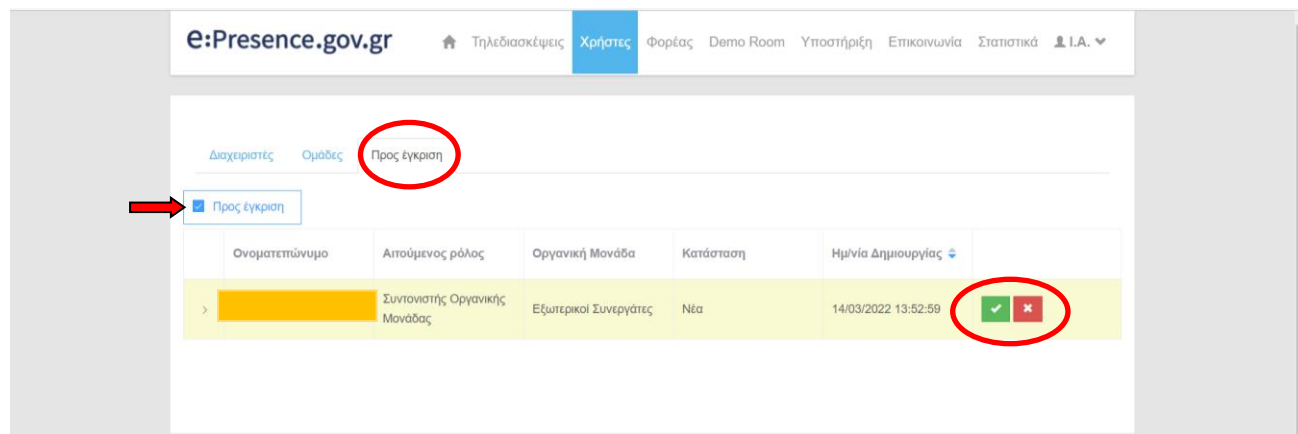 e:Presence.gov.gr Τηλεδιασκέψεις Χρήστες Φορέας Demo Room Υποστήριξη Επικοινωνία Στατιστικά I.A.
Διαχειριστές Ομάδες Προς έγκριση
Προς έγκριση
Ονοματεπώνυμο Αιτούμενος ρόλος Οργανική Μονάδα Κατάσταση Ημ/νία Δημιουργίας
Συντονιστής Οργανικής Μονάδας Εξωτερικοί Συνεργάτες Νέα 14/03/2022 13:52:59